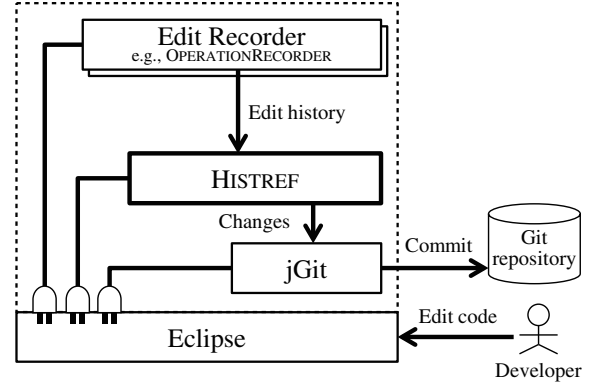 Edit Recorder
e.g., OPERATIONRECORDER
Edit history
HISTREF
Changes
jGit
Commit
Git
repository
Eclipse
Edit code
Developer